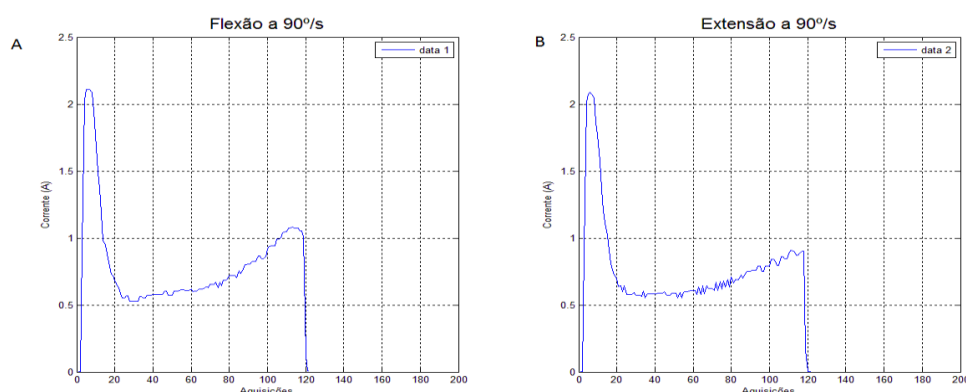 Flexão a 90º/s
A
data 1
2.5
2
1.5
1
0.5
0
Corrente (A)
0 20 40 60 80 100 120 140 160 180 200
Aquisições
Extensão a 90º/s
B
data 2
2.5
2
1.5
1
0.5
0
Corrente (A)
0 20 40 60 80 100 120 140 160 180 200
Aquisições